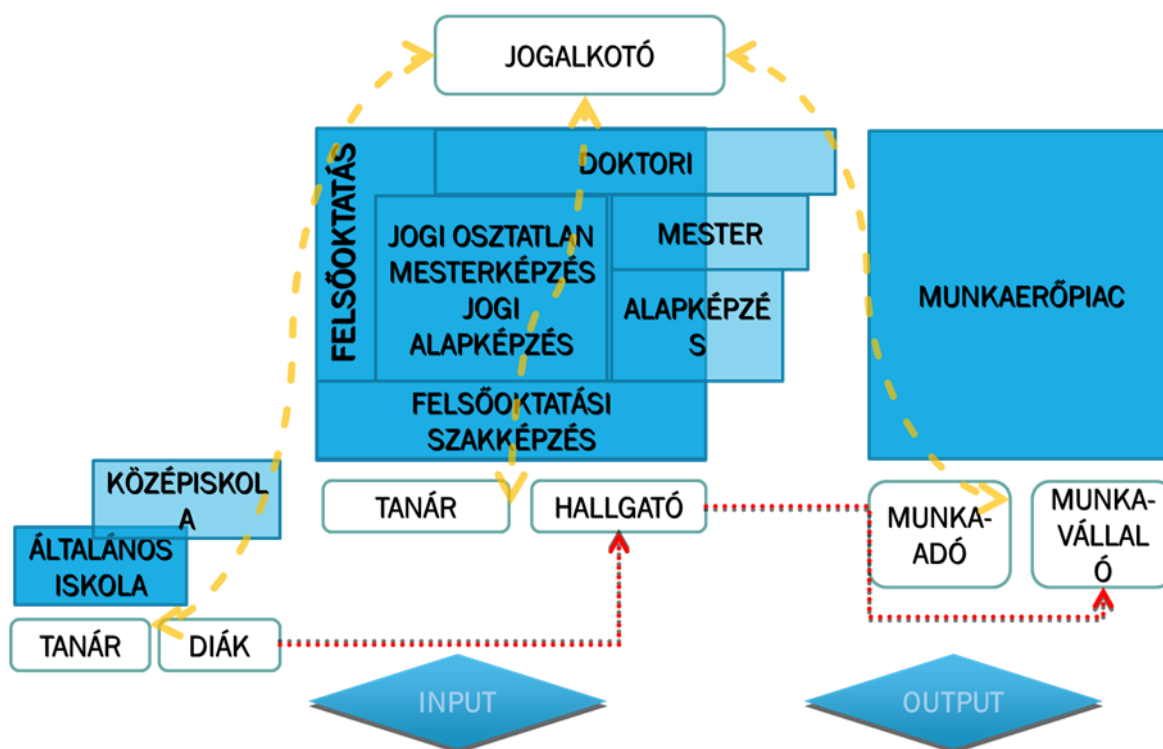 JOGALKOTÓ
FELSŐOKTATÁS
DOKTORI
JOGI OSZTATLAN
MESTERKÉPZÉS
JOGI
ALAPKÉPZÉS
MESTER
ALAPKÉPZÉ
S
FELSŐOKTATÁSI
SZAKKÉPZÉS
MUNKAERŐPIAC
KÖZÉPISKOL
A
ÁLTALÁNOS
ISKOLA
TANÁR
DIÁK
TANÁR
HALLGATÓ
MUNKA-
ADÓ
MUNKA-
VÁLLAL
Ó
INPUT
OUTPUT